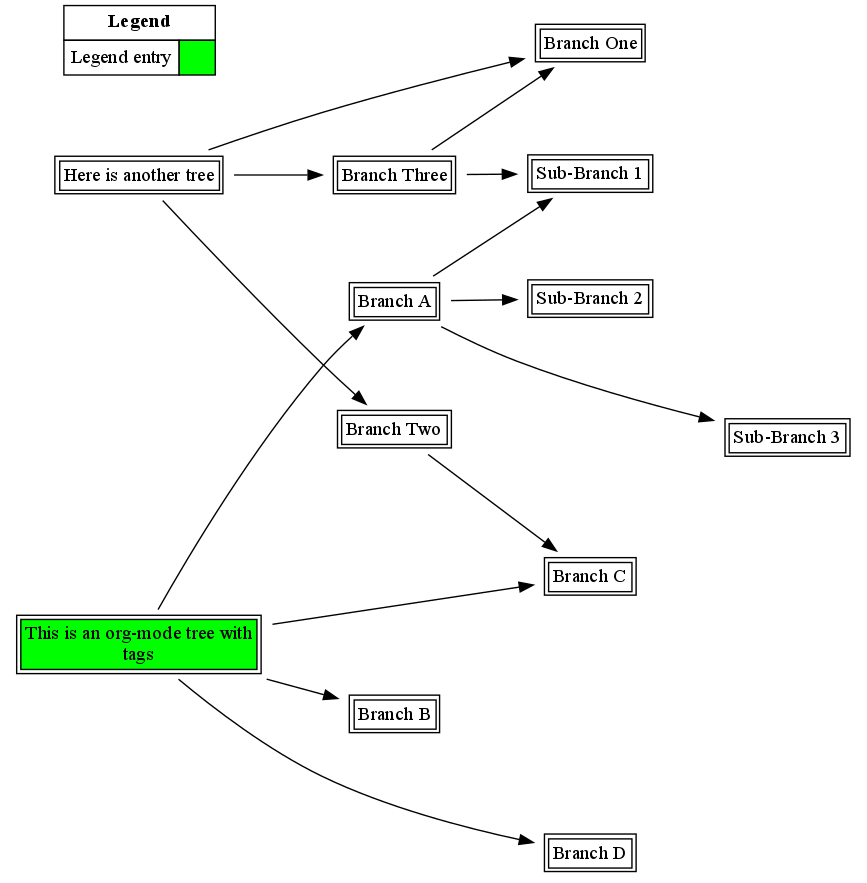 Legend
Legend entry
Branch One
Here is another tree
Branch Three
Sub-Branch 1
Branch A
Sub-Branch 2
Branch Two
Sub-Branch 3
Branch C
This is an org-mode tree with
tags
Branch B
Branch D